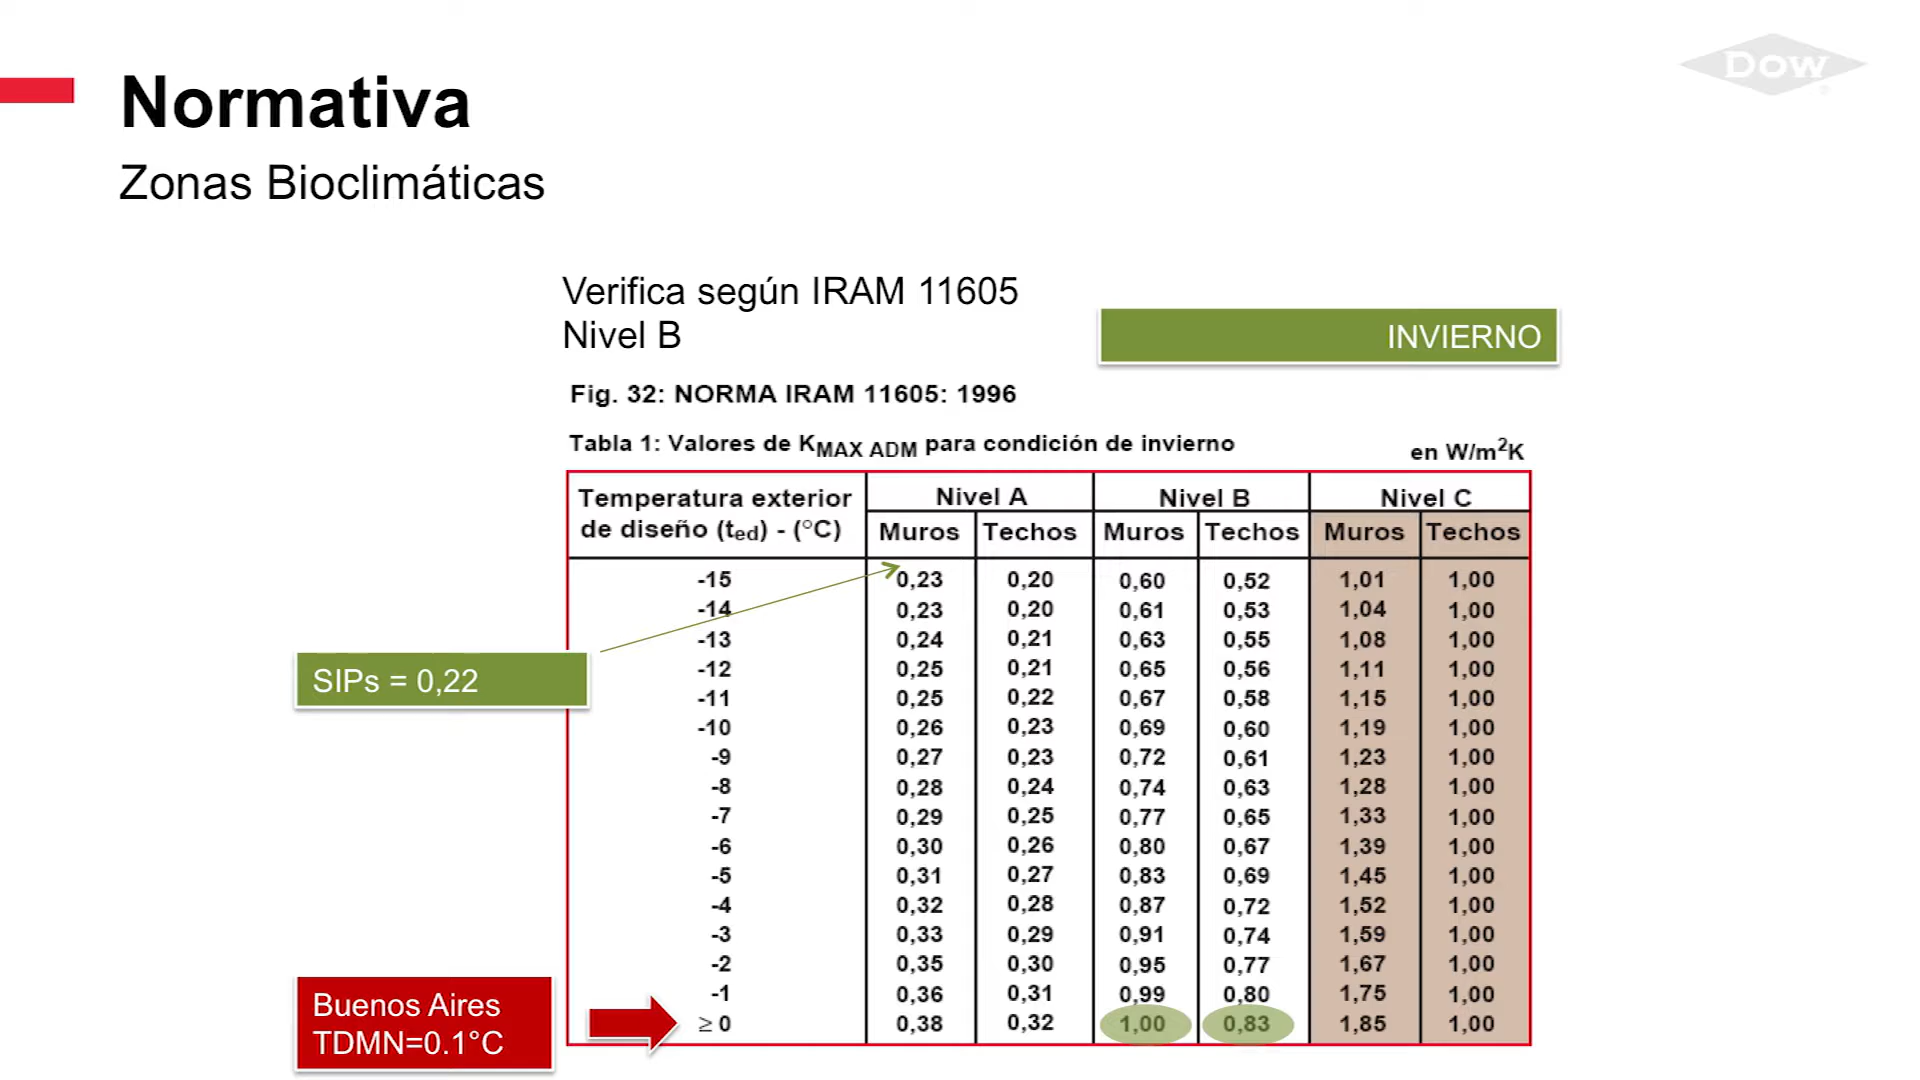 Dow
Normativa
Zonas Bioclimáticas
Verifica según IRAM 11605
Nivel B
INVIERNO
Fig. 32: NORMA IRAM 11605: 1996
Tabla 1: Valores de KMAX ADM para condición de invierno
en W/m²K
Temperatura exterior de diseño (ted) - (°C) Nivel A Nivel B Nivel C
Muros Techos Muros Techos Muros Techos
-15 0,23 0,20 0,60 0,52 1,01 1,00
-14 0,23 0,20 0,61 0,53 1,04 1,00
-13 0,24 0,21 0,63 0,55 1,08 1,00
-12 0,25 0,21 0,65 0,56 1,11 1,00
-11 0,25 0,22 0,67 0,58 1,15 1,00
-10 0,26 0,23 0,69 0,60 1,19 1,00
-9 0,27 0,23 0,72 0,61 1,23 1,00
-8 0,28 0,24 0,74 0,63 1,28 1,00
-7 0,29 0,25 0,77 0,65 1,33 1,00
-6 0,30 0,26 0,80 0,67 1,39 1,00
-5 0,31 0,27 0,83 0,69 1,45 1,00
-4 0,32 0,28 0,87 0,72 1,52 1,00
-3 0,33 0,29 0,91 0,74 1,59 1,00
-2 0,35 0,30 0,95 0,77 1,67 1,00
-1 0,36 0,31 0,99 0,80 1,75 1,00
≥ 0 0,38 0,32 1,00 0,83 1,85 1,00
SIPs = 0,22
Buenos Aires
TDMN=0.1°C